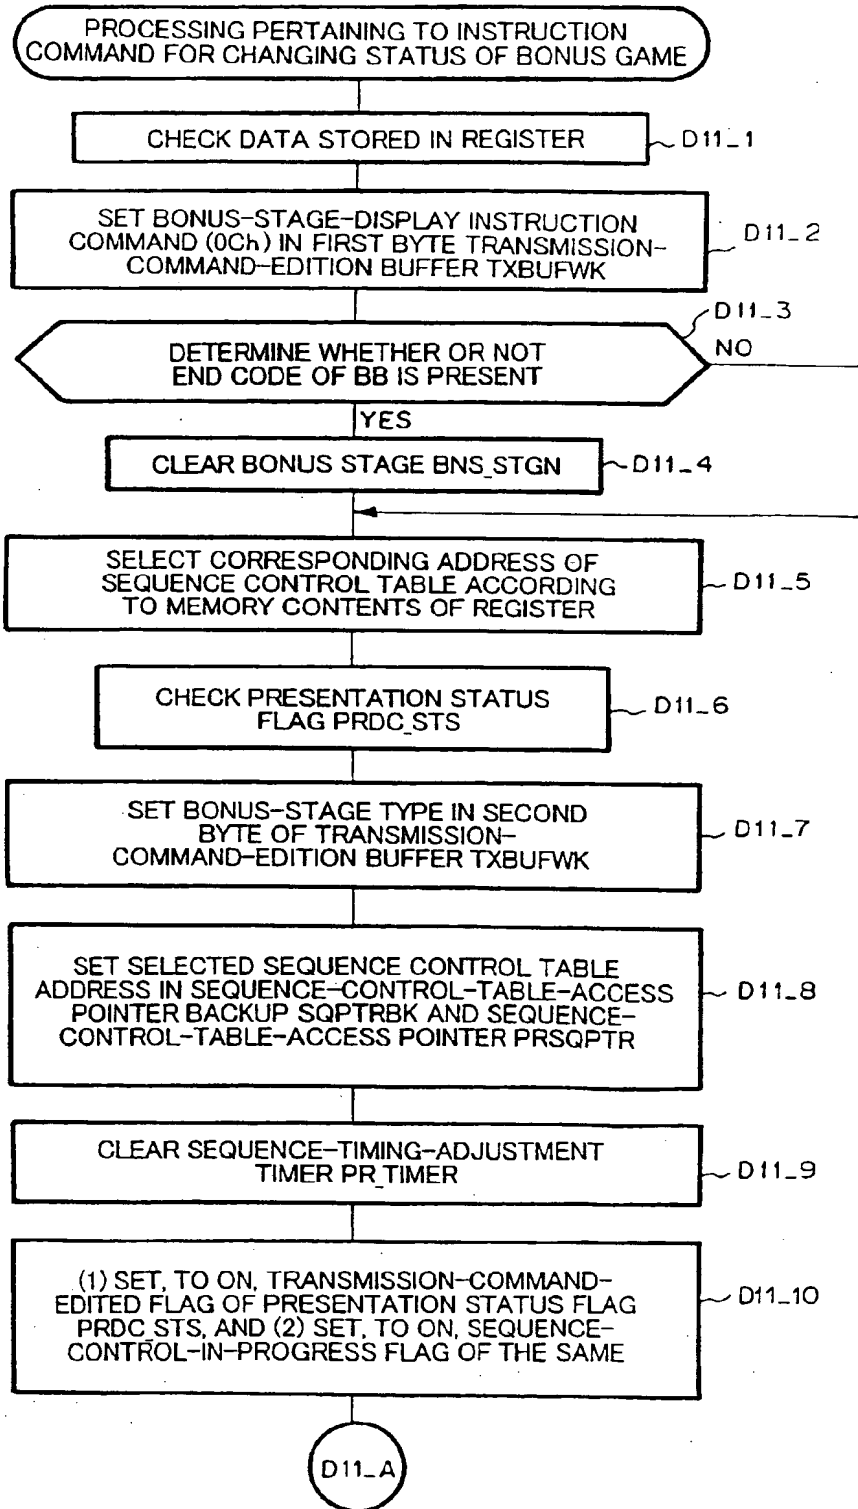 PROCESSING PERTAINING TO INSTRUCTION
COMMAND FOR CHANGING STATUS OF BONUS GAME
CHECK DATA STORED IN REGISTER
D11_1
SET BONUS-STAGE-DISPLAY INSTRUCTION
COMMAND (0Ch) IN FIRST BYTE TRANSMISSION-
COMMAND-EDITION BUFFER TXBUFWK
D11_2
D11_3
DETERMINE WHETHER OR NOT
END CODE OF BB IS PRESENT
NO
YES
CLEAR BONUS STAGE BNS_STGN
D11_4
SELECT CORRESPONDING ADDRESS OF
SEQUENCE CONTROL TABLE ACCORDING
TO MEMORY CONTENTS OF REGISTER
D11_5
CHECK PRESENTATION STATUS
FLAG PRDC_STS
D11_6
SET BONUS-STAGE TYPE IN SECOND
BYTE OF TRANSMISSION-
COMMAND-EDITION BUFFER TXBUFWK
D11_7
SET SELECTED SEQUENCE CONTROL TABLE
ADDRESS IN SEQUENCE-CONTROL-TABLE-ACCESS
POINTER BACKUP SQPTRBK AND SEQUENCE-
CONTROL-TABLE-ACCESS POINTER PRSQPTR
D11_8
CLEAR SEQUENCE-TIMING-ADJUSTMENT
TIMER PR_TIMER
D11_9
(1) SET, TO ON, TRANSMISSION-COMMAND-
EDITED FLAG OF PRESENTATION STATUS FLAG
PRDC_STS, AND (2) SET, TO ON, SEQUENCE-
CONTROL-IN-PROGRESS FLAG OF THE SAME
D11_10
D11_A